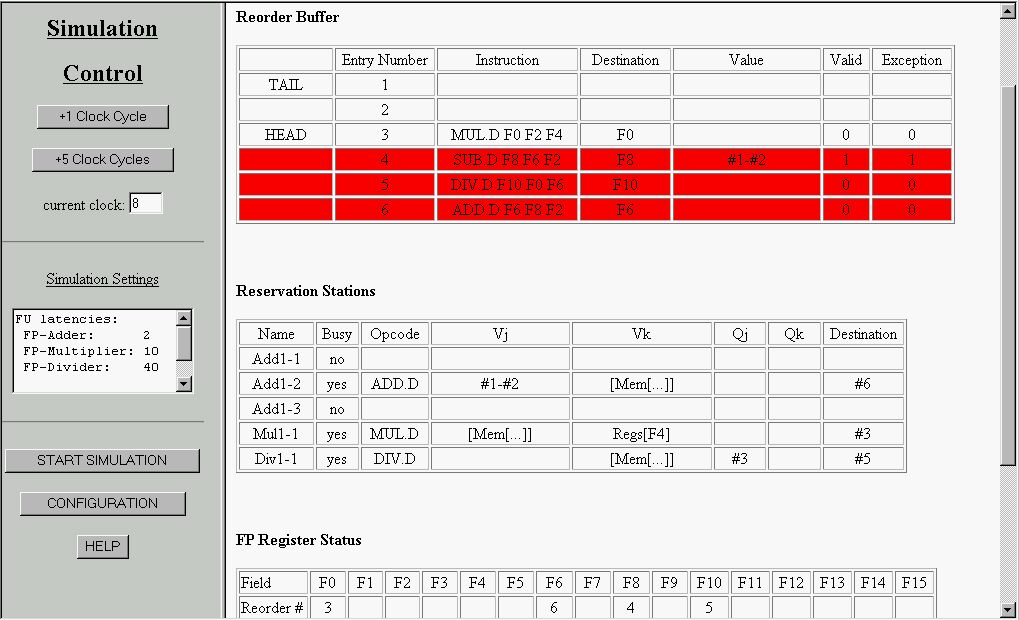 Simulation
Control
+1 Clock Cycle
+5 Clock Cycles
current clock: 8
Simulation Settings
FU latencies:
FP-Adder: 2
FP-Multiplier: 10
FP-Divider: 40
START SIMULATION
CONFIGURATION
HELP
Reorder Buffer
Entry Number Instruction Destination Value Valid Exception
TAIL 1
2
HEAD 3 MUL.D F0 F2 F4 F0 0 0
4 SUB.D F8 F6 F2 F8 #1-#2 1 1
5 DIV.D F10 F0 F6 F10 0 0
6 ADD.D F6 F8 F2 F6 0 0
Reservation Stations
Name Busy Opcode Vj Vk Qj Qk Destination
Add1-1 no
Add1-2 yes ADD.D #1-#2 [Mem[...]] #6
Add1-3 no
Mul1-1 yes MUL.D [Mem[...]] Regs[F4] #3
Div1-1 yes DIV.D [Mem[...]] #3 #5
FP Register Status
Field F0 F1 F2 F3 F4 F5 F6 F7 F8 F9 F10 F11 F12 F13 F14 F15
Reorder # 3 6 4 5